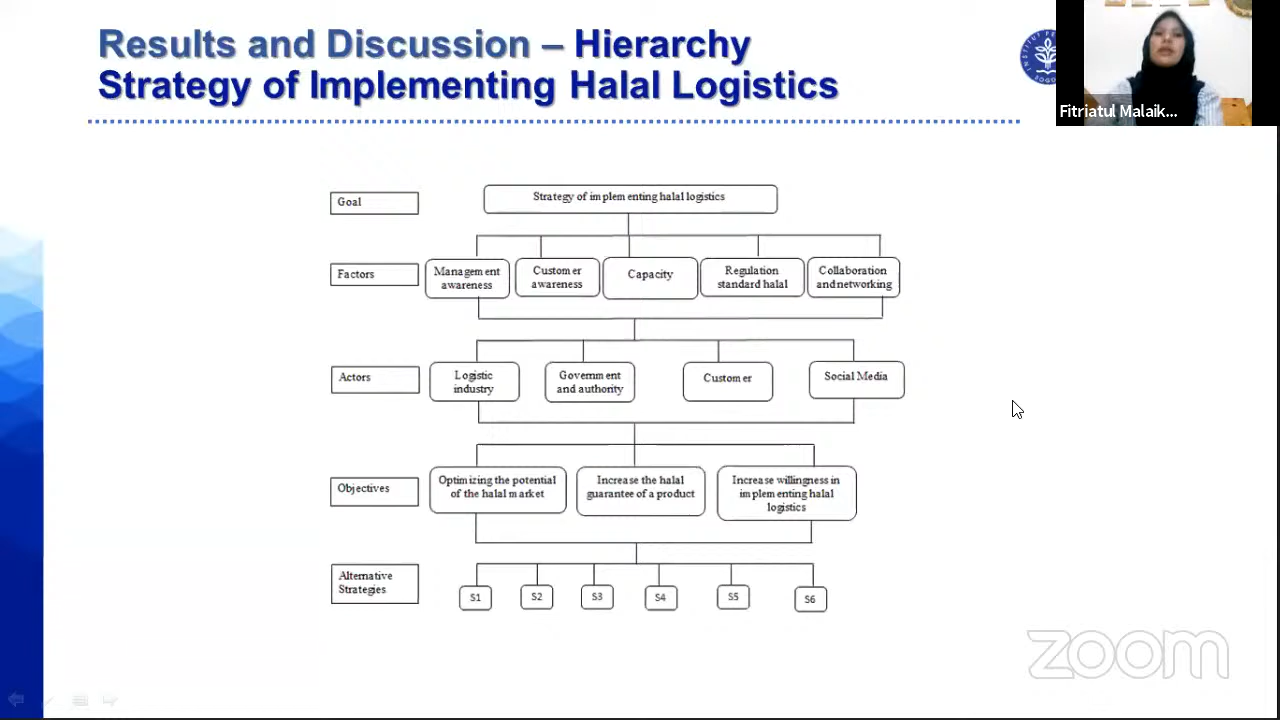 Results and Discussion – Hierarchy
Strategy of Implementing Halal Logistics
Fitriatul Malaik...
Goal
Strategy of implementing halal logistics
Factors
Management
awareness
Customer
awareness
Capacity
Regulation
standard halal
Collaboration
and networking
Actors
Logistic
industry
Government
and authority
Customer
Social Media
Objectives
Optimizing the potential
of the halal market
Increase the halal
guarantee of a product
Increase willingness in
implementing halal
logistics
Alternative
Strategies
S1
S2
S3
S4
S5
S6
zoom